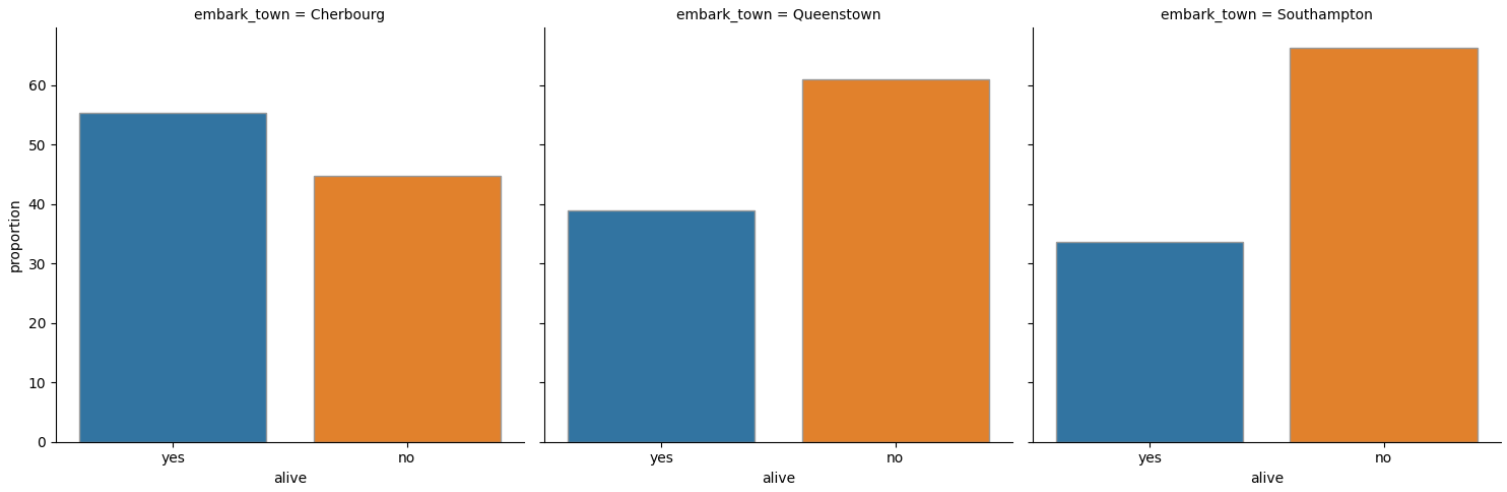 embark_town = Cherbourg
embark_town = Queenstown
embark_town = Southampton
proportion
60
50
40
30
20
10
0
yes no
alive
yes no
alive
yes no
alive